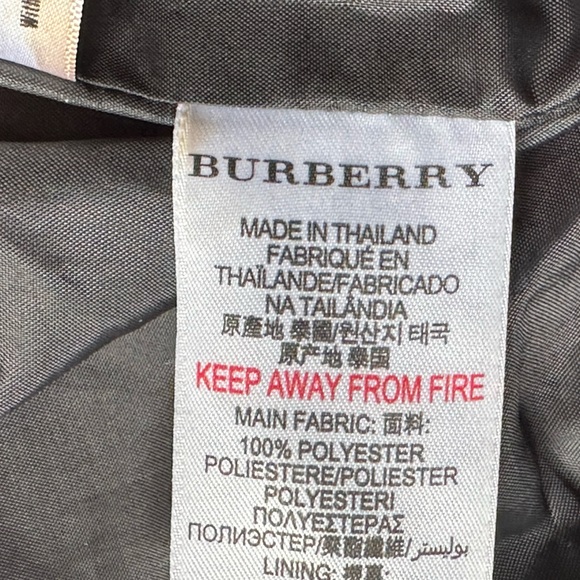 BURBERRY
MADE IN THAILAND
FABRIQUÉ EN
THAÏLANDE/FABRICADO
NA TAILÂNDIA
原產地 泰國/원산지 태국
原产地 泰国
KEEP AWAY FROM FIRE
MAIN FABRIC: 面料:
100% POLYESTER
POLIESTERE/POLIESTER
POLYESTERI
ΠΟΛΥΕΣΤΕΡΑΣ
ПОЛИЭСТЕР/聚酯纖維/بوليستر
LINING: